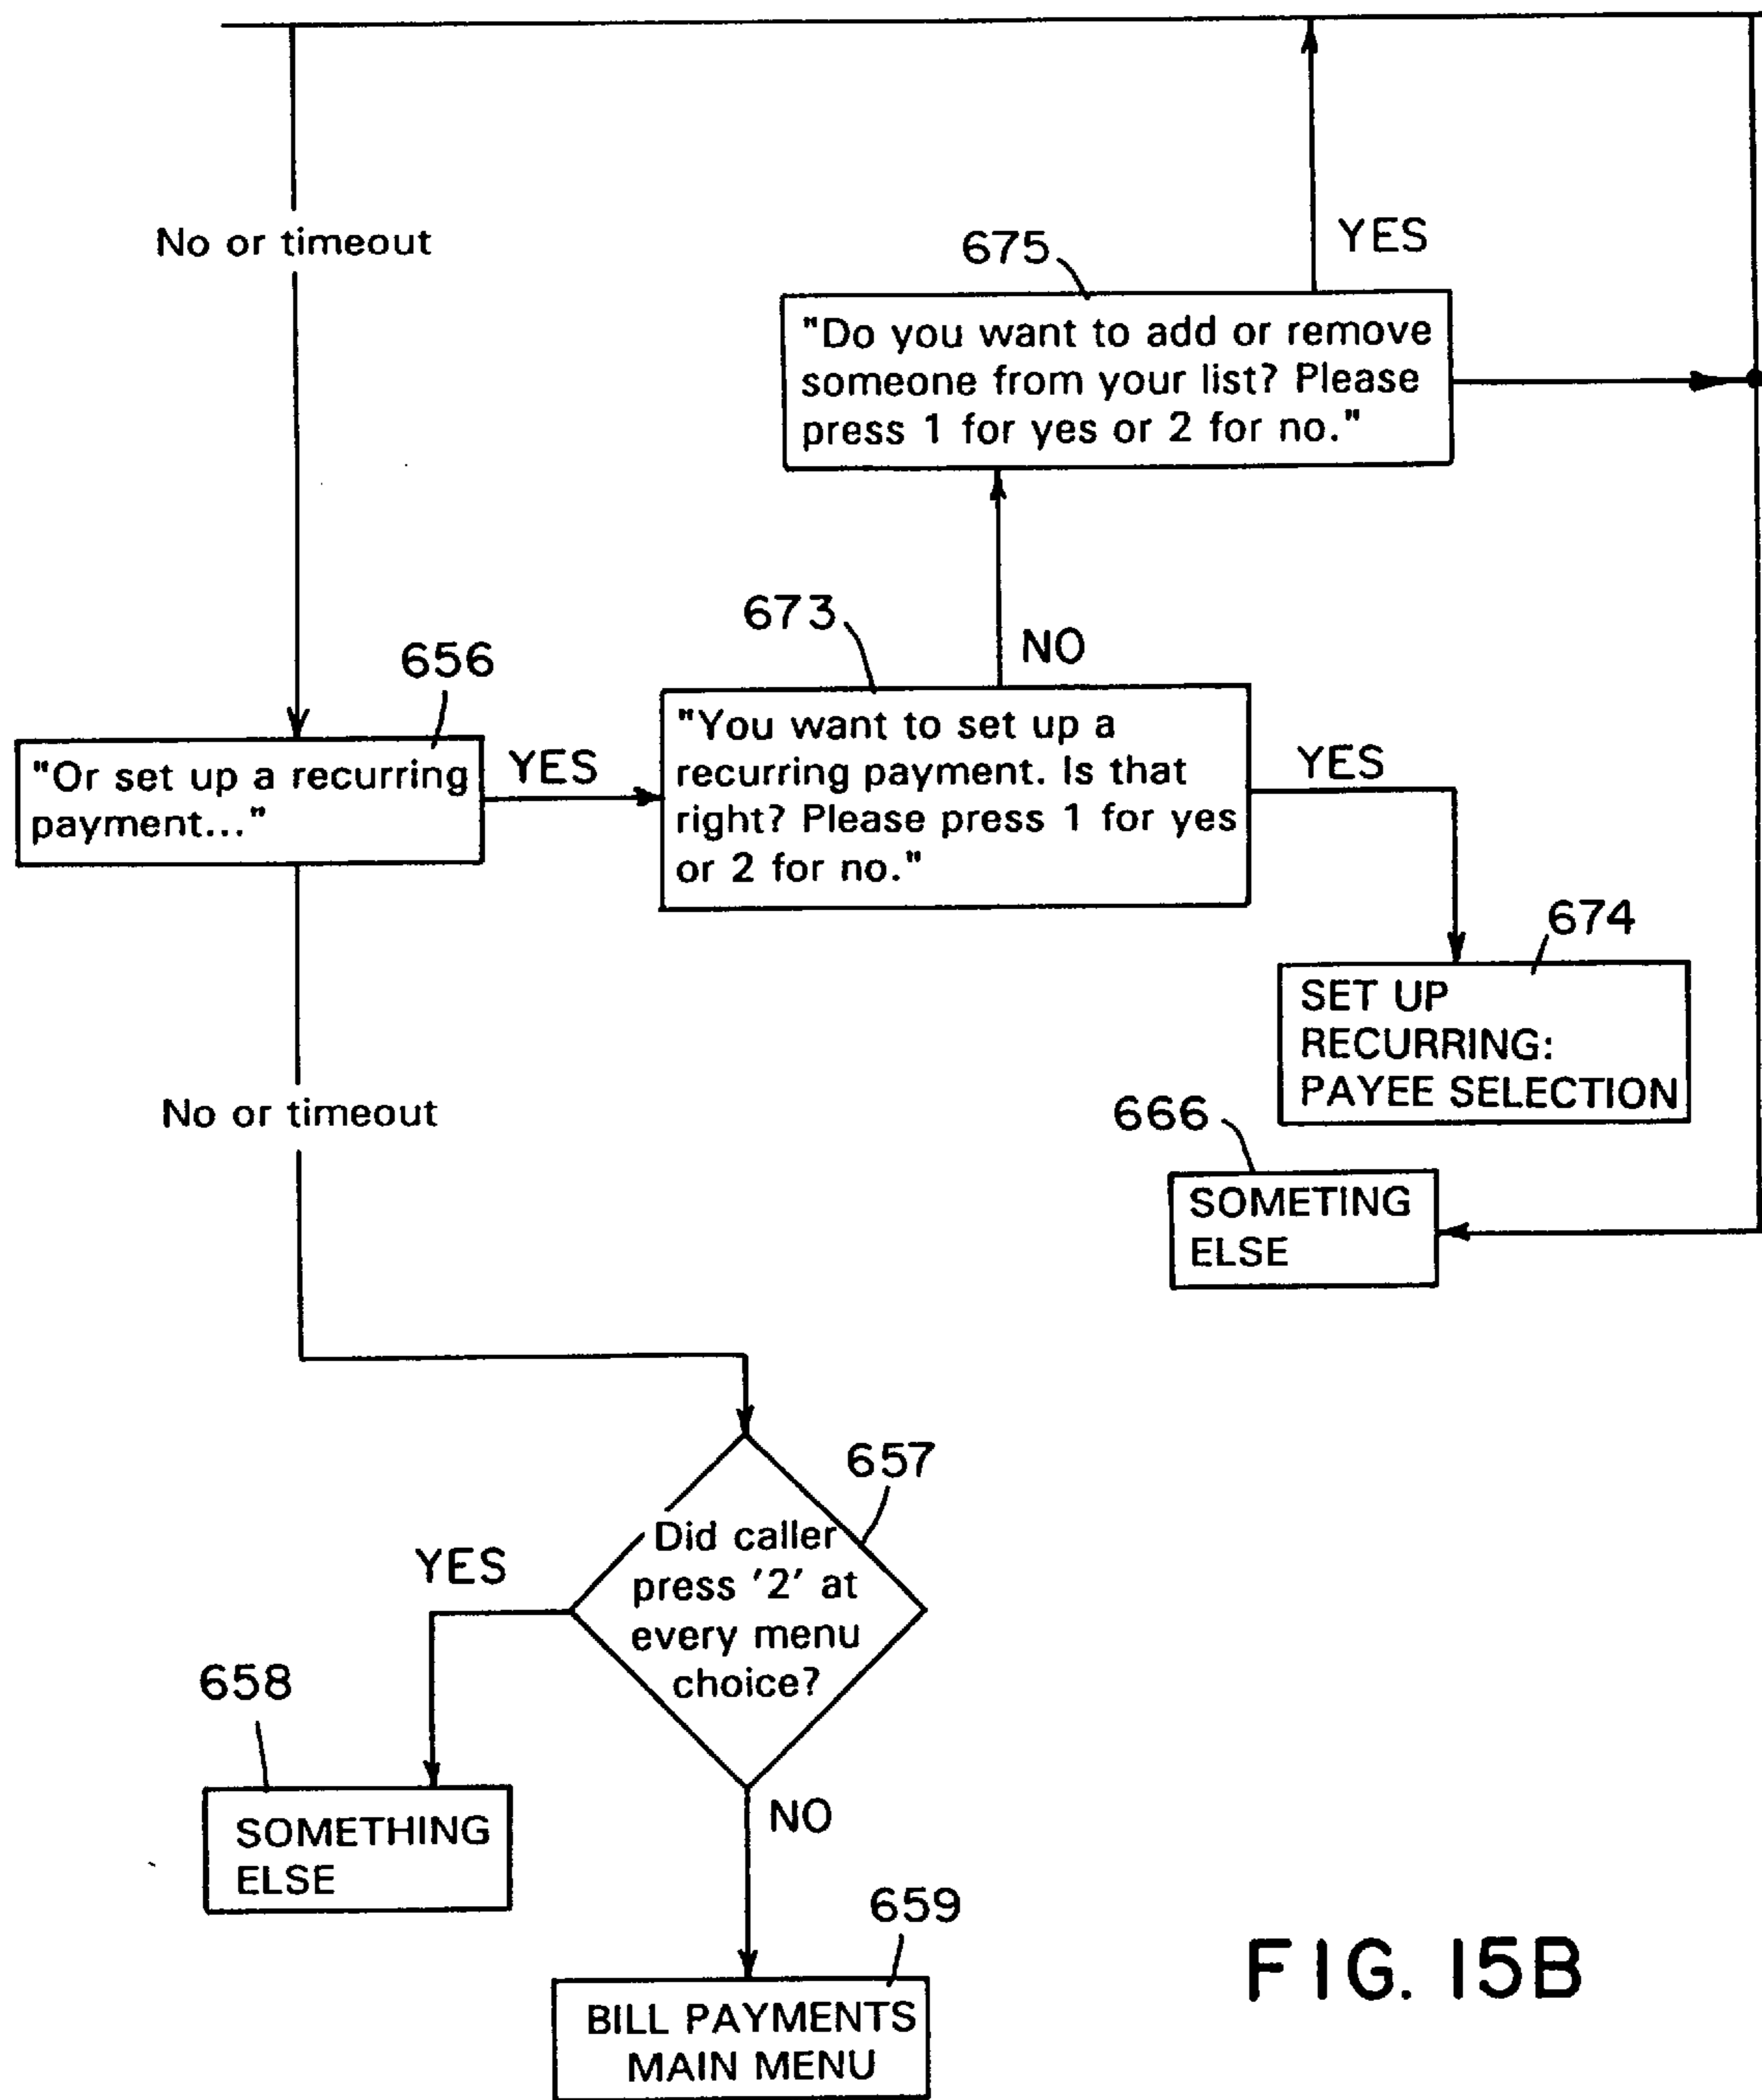 No or timeout
YES
675
"Do you want to add or remove
someone from your list? Please
press 1 for yes or 2 for no."
673
NO
656
"Or set up a recurring
payment..."
YES
"You want to set up a
recurring payment. Is that
right? Please press 1 for yes
or 2 for no."
YES
674
SET UP
RECURRING:
PAYEE SELECTION
No or timeout
666
SOMETING
ELSE
657
Did caller
press '2' at
every menu
choice?
YES
658
SOMETHING
ELSE
NO
659
BILL PAYMENTS
MAIN MENU
FIG. 15B